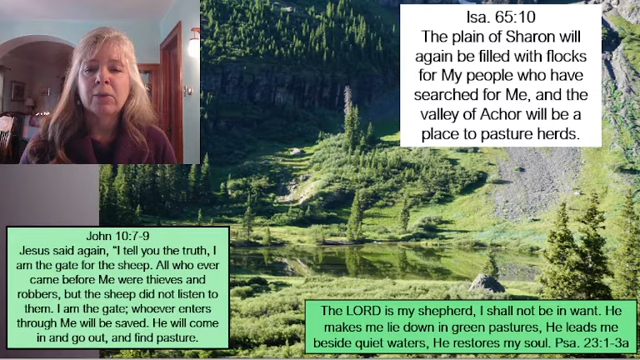 Isa. 65:10
The plain of Sharon will
again be filled with flocks
for My people who have
searched for Me, and the
valley of Achor will be a
place to pasture herds.
John 10:7-9
Jesus said again, "I tell you the truth, I
am the gate for the sheep. All who ever
came before Me were thieves and
robbers, but the sheep did not listen to
them. I am the gate; whoever enters
through Me will be saved. He will come
in and go out, and find pasture.
The LORD is my shepherd, I shall not be in want. He
makes me lie down in green pastures, He leads me
beside quiet waters, He restores my soul. Psa. 23:1-3a